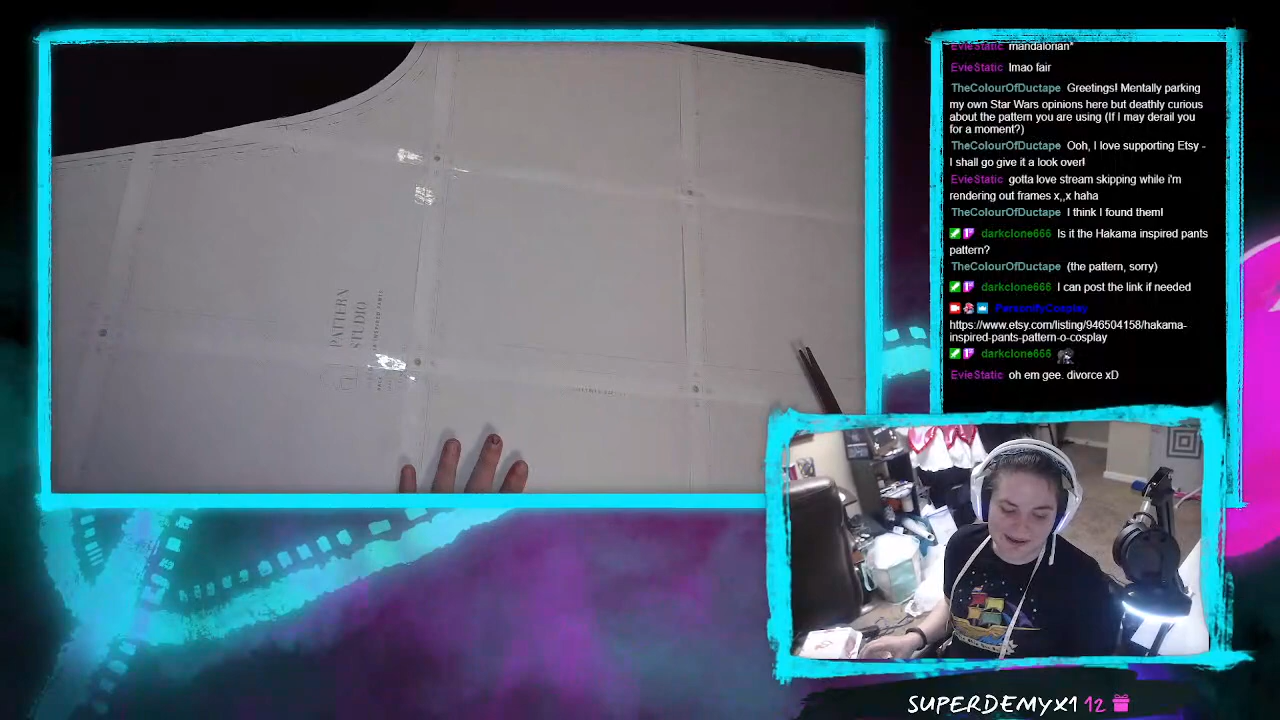 EvieStatic mandalorian*
EvieStatic lmao fair
TheColourOfDuctape Greetings! Mentally parking
my own Star Wars opinions here but deathly curious
about the pattern you are using (If I may derail you
for a moment?)
TheColourOfDuctape Ooh, I love supporting Etsy -
I shall go give it a look over!
EvieStatic gotta love stream skipping while i'm
rendering out frames x,,x haha
TheColourOfDuctape I think I found them!
darkclone666 Is it the Hakama inspired pants
pattern?
TheColourOfDuctape (the pattern, sorry)
darkclone666 I can post the link if needed
PersonifyCosplay
https://www.etsy.com/listing/946504158/hakama-
inspired-pants-pattern-o-cosplay
darkclone666
EvieStatic oh em gee. divorce xD
PATTERN
STUDIO
SUPERDEMYX1 12